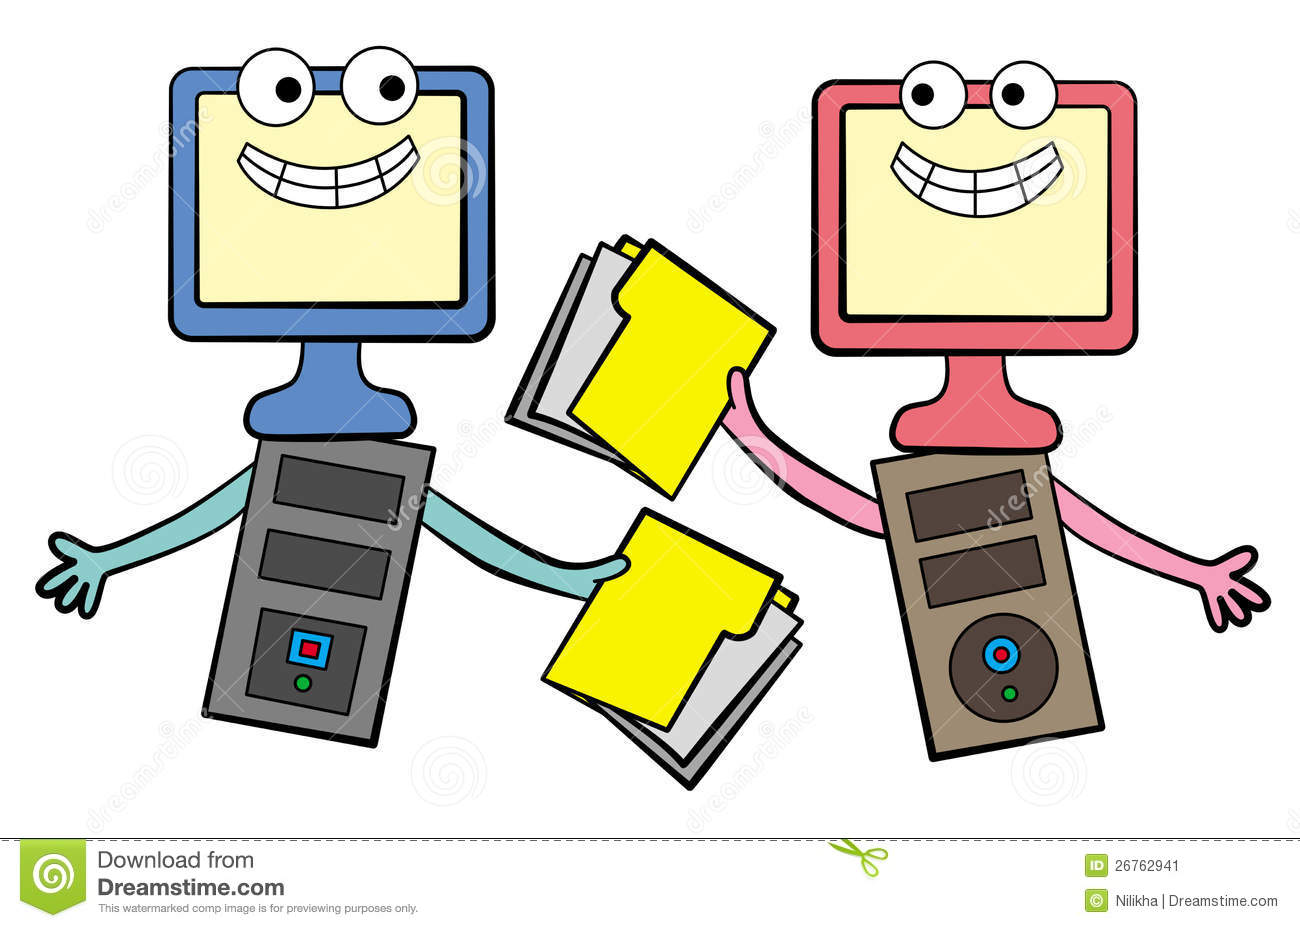 Download from
Dreamstime.com
This watermarked comp image is for previewing purposes only.
ID 26762941
© Nilikha | Dreamstime.com